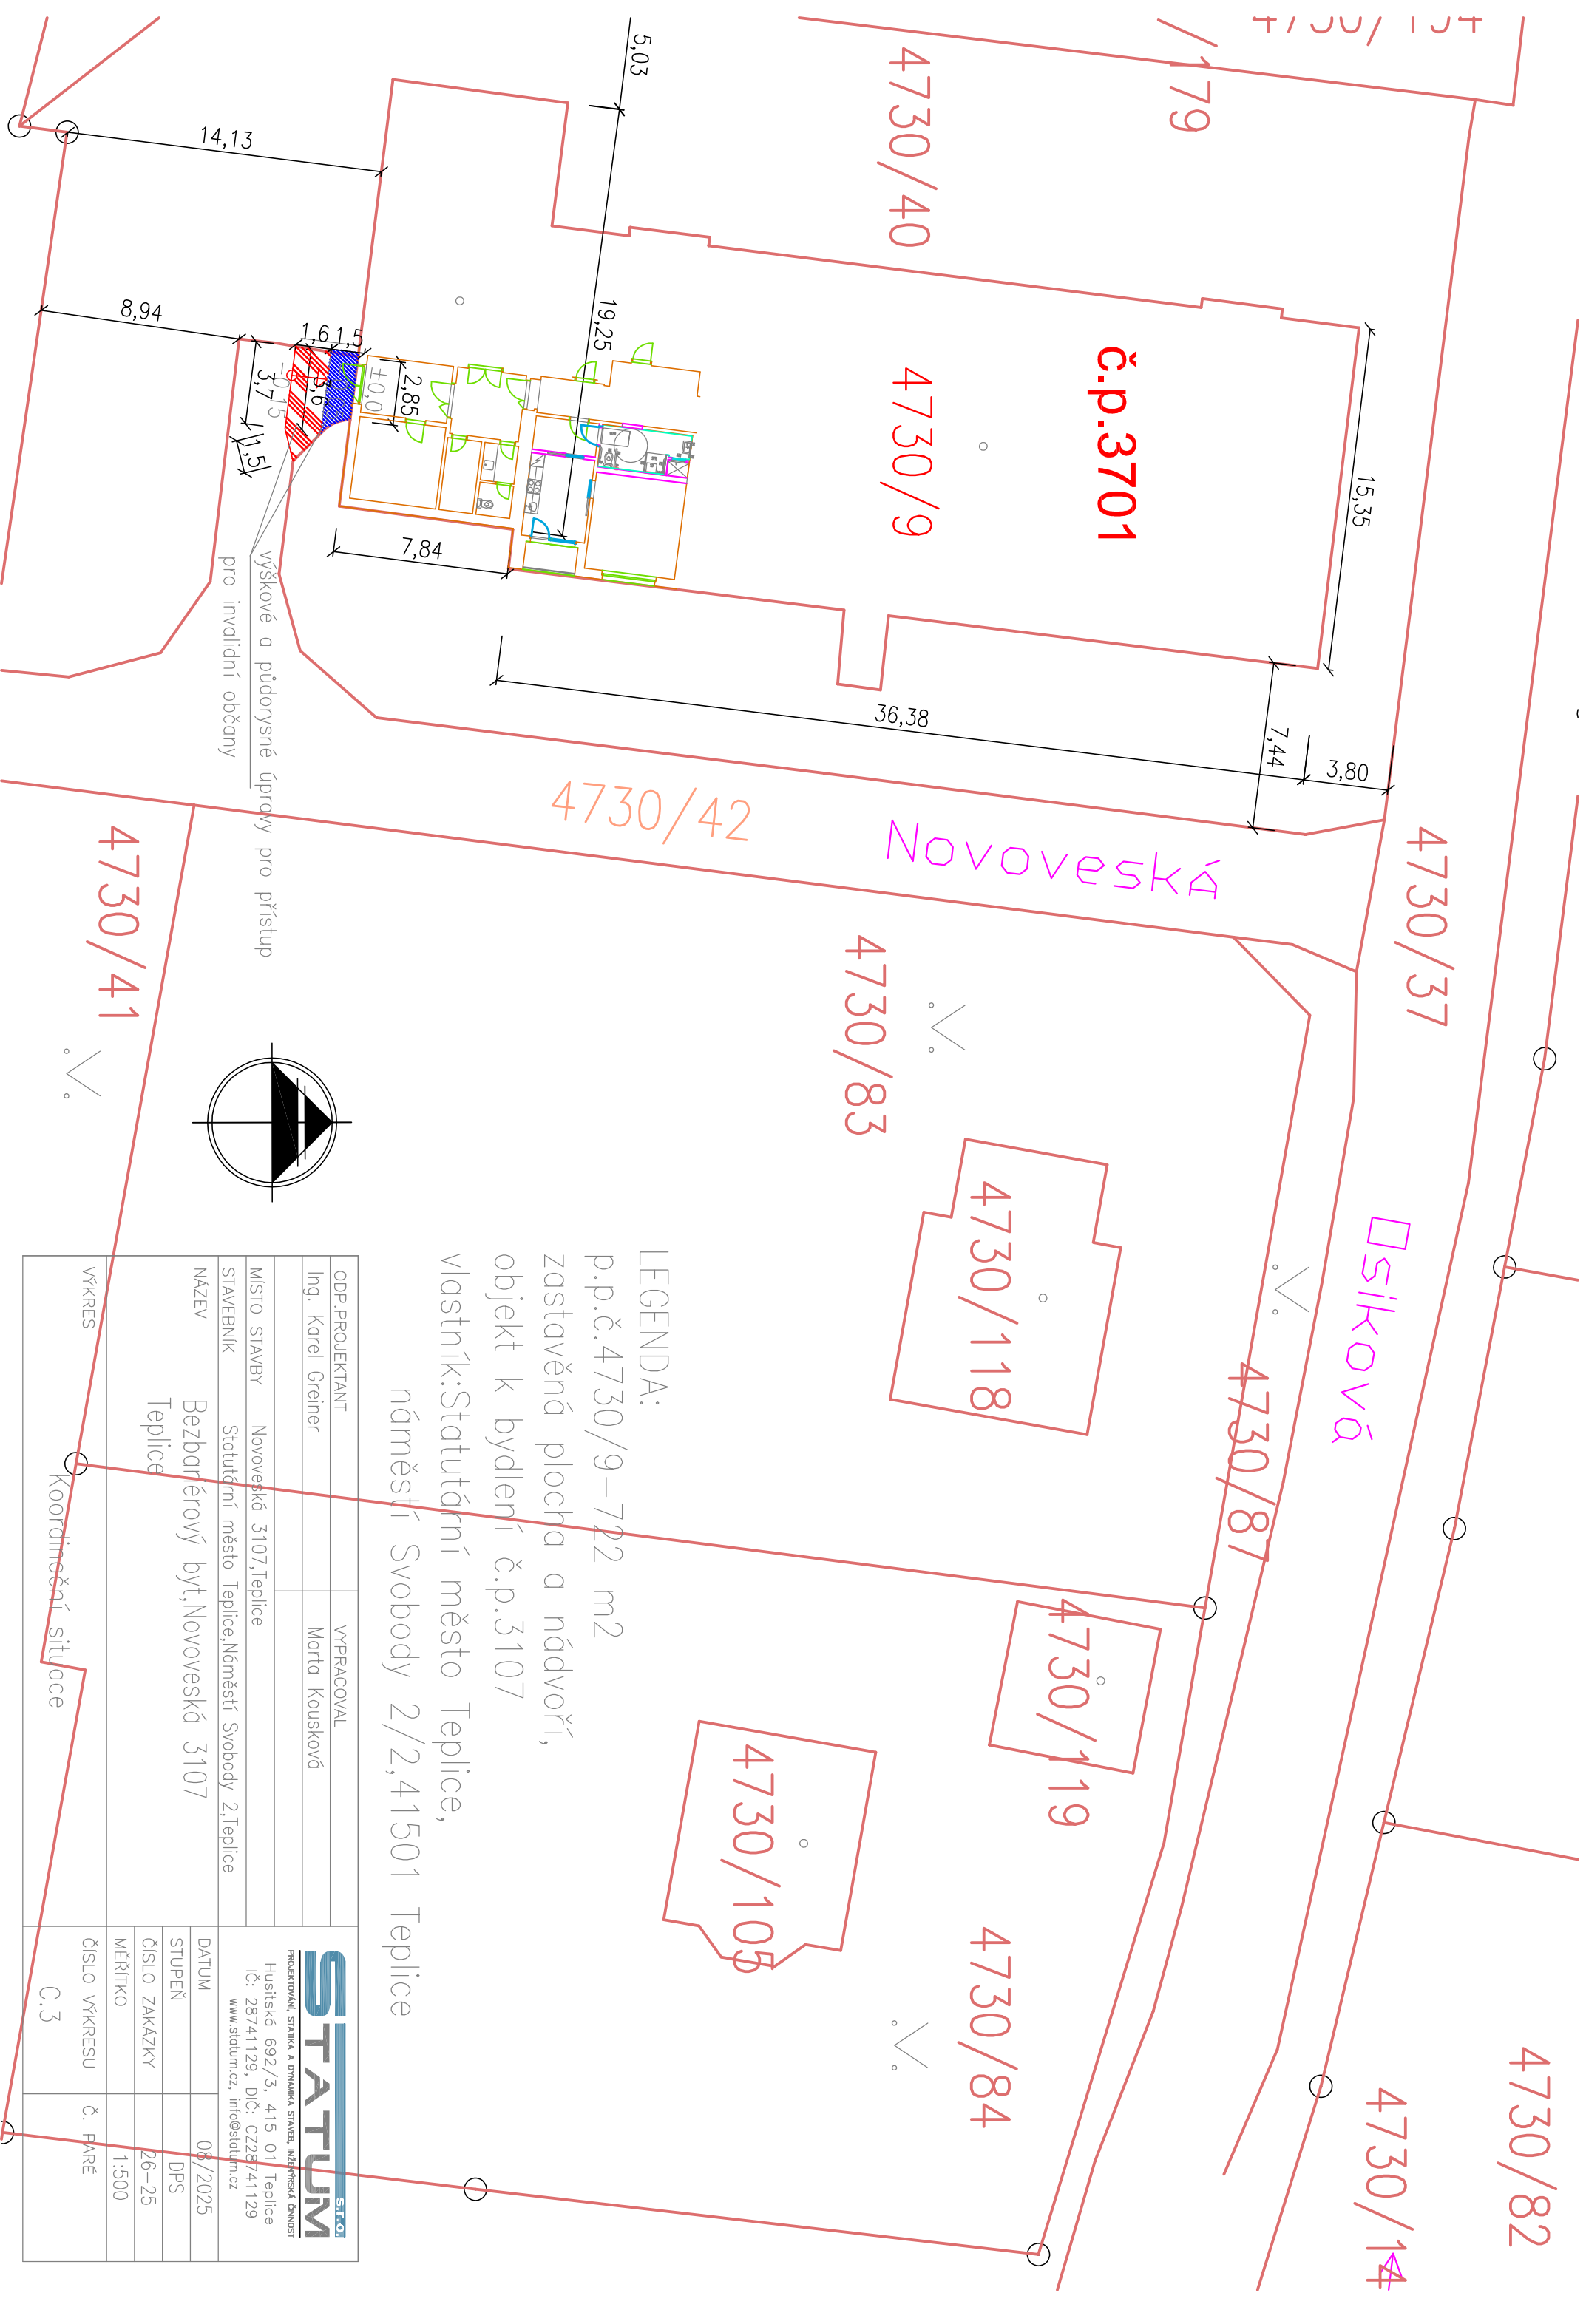 /179
4730/40
č.p.3701
4730/9
5,03
14,13
8,94
19,25
1,6
1,5
2,85
±0,0
3,6
3,7
-0,15
1,5
7,84
15,35
36,38
7,44
3,80
výškové a půdorysné úpravy pro přístup
pro invalidní občany
4730/42
Novoveská
4730/37
4730/41
4730/83
Osiková
4730/118
4730/87
4730/119
4730/105
4730/84
4730/82
4730/14
LEGENDA:
p.p.č.4730/9-722 m2
zastavěná plocha a nádvoří,
objekt k bydlení č.p.3107
vlastník:Statutární město Teplice,
náměstí Svobody 2/2,41501 Teplice
ODP.PROJEKTANT
VYPRACOVAL
Ing. Karel Greiner
Marta Kousková
MÍSTO STAVBY Novoveská 3107,Teplice
STAVEBNÍK Statutární město Teplice,Náměstí Svobody 2,Teplice
NÁZEV
Bezbariérový byt,Novoveská 3107
Teplice
VÝKRES
Koordinační situace
STATUM s.r.o.
PROJEKTOVÁNÍ, STATIKA A DYNAMIKA STAVEB, INŽENÝRSKÁ ČINNOST
Husitská 692/3, 415 01 Teplice
IČ: 28741129, DIČ: CZ28741129
www.statum.cz, info@statum.cz
DATUM 08/2025
STUPEŇ DPS
ČÍSLO ZAKÁZKY 26-25
MĚŘÍTKO 1:500
ČÍSLO VÝKRESU
Č. PARÉ
C.3